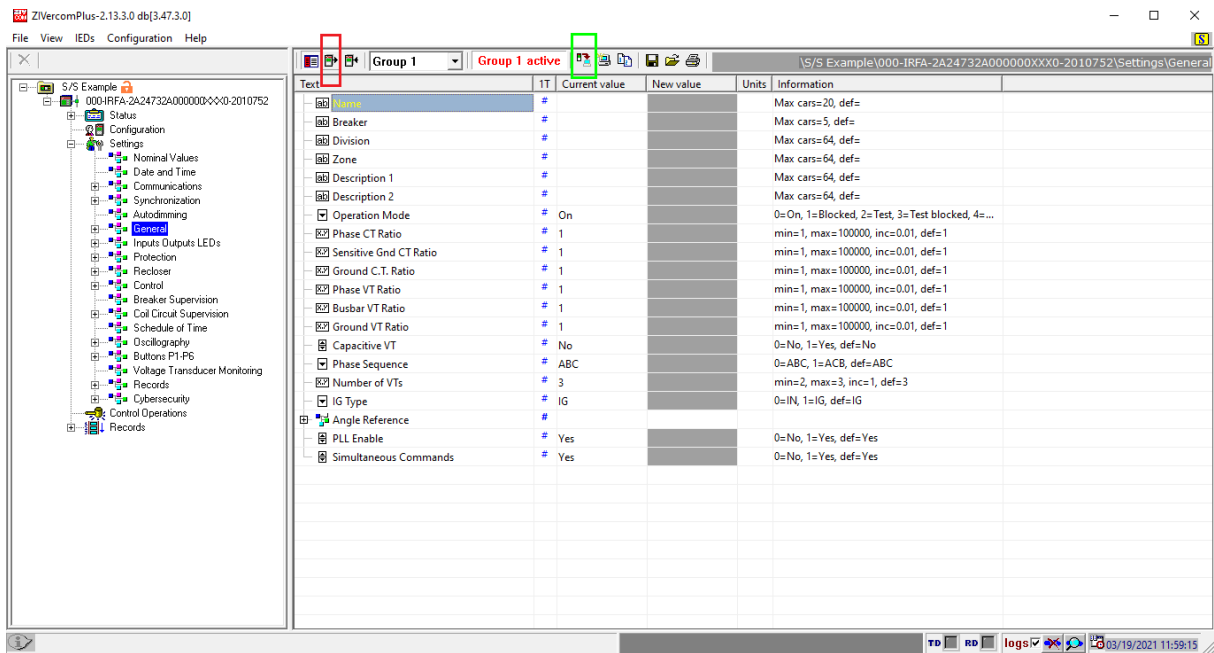 ZIVercomPlus-2.13.3.0 db[3.47.3.0]
File View IEDs Configuration Help
Group 1 Group 1 active \S/S Example\000-IRFA-2A24732A000000XXX0-2010752\Settings\General
S/S Example
000-IRFA-2A24732A000000XXX0-2010752
Status
Configuration
Settings
Nominal Values
Date and Time
Communications
Synchronization
Autodimming
General
Inputs Outputs LEDs
Protection
Recloser
Control
Breaker Supervision
Coil Circuit Supervision
Schedule of Time
Oscillography
Buttons P1-P6
Voltage Transducer Monitoring
Records
Cybersecurity
Control Operations
Records
Text 1T Current value New value Units Information
Name # Max cars=20, def=
Breaker # Max cars=5, def=
Division # Max cars=64, def=
Zone # Max cars=64, def=
Description 1 # Max cars=64, def=
Description 2 # Max cars=64, def=
Operation Mode # On 0=On, 1=Blocked, 2=Test, 3=Test blocked, 4=...
Phase CT Ratio # 1 min=1, max=100000, inc=0.01, def=1
Sensitive Gnd CT Ratio # 1 min=1, max=100000, inc=0.01, def=1
Ground C.T. Ratio # 1 min=1, max=100000, inc=0.01, def=1
Phase VT Ratio # 1 min=1, max=100000, inc=0.01, def=1
Busbar VT Ratio # 1 min=1, max=100000, inc=0.01, def=1
Ground VT Ratio # 1 min=1, max=100000, inc=0.01, def=1
Capacitive VT # No 0=No, 1=Yes, def=No
Phase Sequence # ABC 0=ABC, 1=ACB, def=ABC
Number of VTs # 3 min=2, max=3, inc=1, def=3
IG Type # IG 0=IN, 1=IG, def=IG
Angle Reference #
PLL Enable # Yes 0=No, 1=Yes, def=Yes
Simultaneous Commands # Yes 0=No, 1=Yes, def=Yes
TD RD logs 03/19/2021 11:59:15